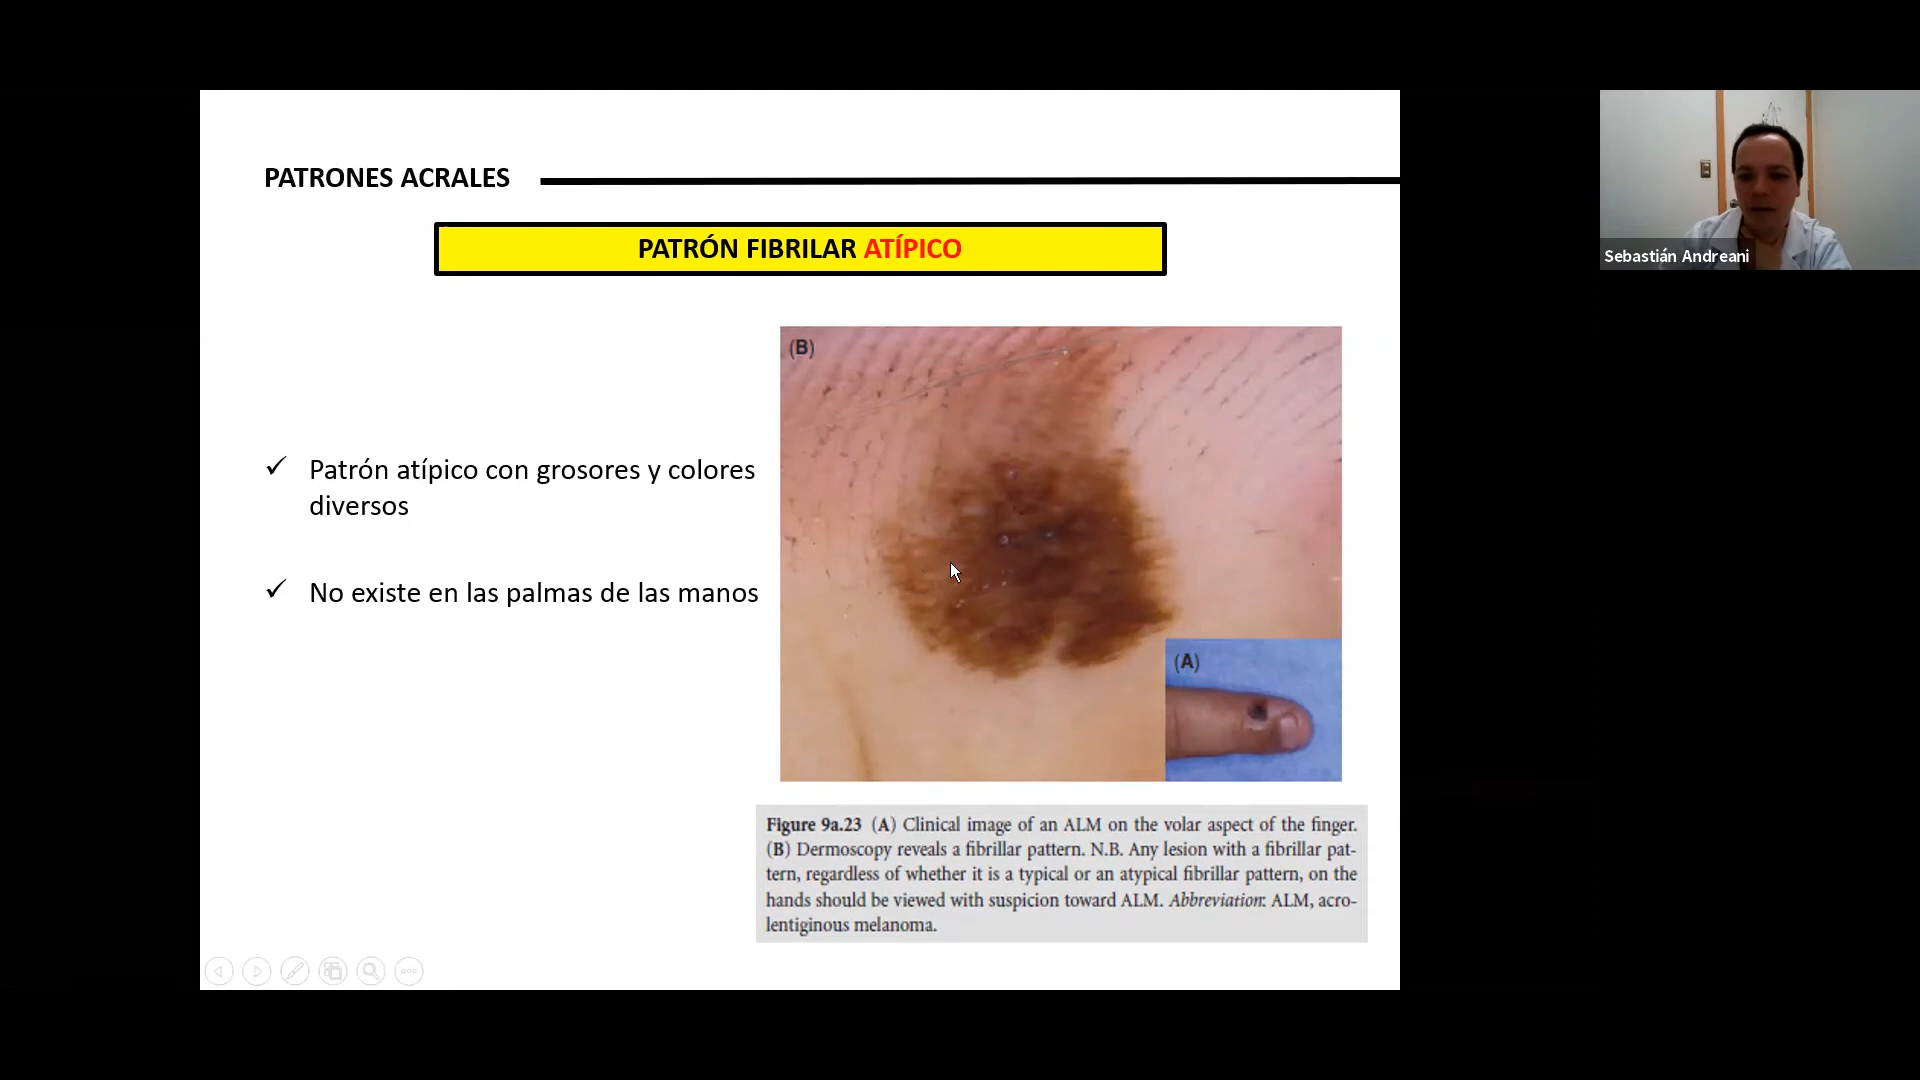 PATRONES ACRALES
PATRÓN FIBRILAR ATÍPICO
(B)
✓ Patrón atípico con grosores y colores
diversos
✓ No existe en las palmas de las manos
(A)
Figure 9a.23 (A) Clinical image of an ALM on the volar aspect of the finger.
(B) Dermoscopy reveals a fibrillar pattern. N.B. Any lesion with a fibrillar pat-
tern, regardless of whether it is a typical or an atypical fibrillar pattern, on the
hands should be viewed with suspicion toward ALM. Abbreviation: ALM, acro-
lentiginous melanoma.
Sebastián Andreani